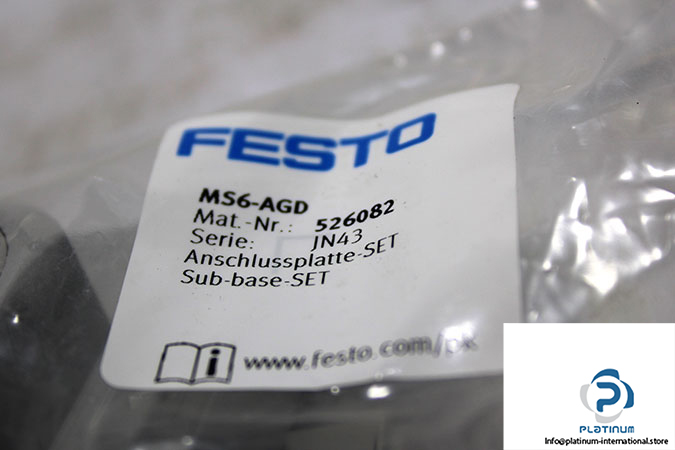 FESTO
MS6-AGD
Mat.-Nr.: 526082
Serie: JN43
Anschlussplatte-SET
Sub-base-SET
i www.festo.com/pk
PLATINUM
Info@platinum-international.store